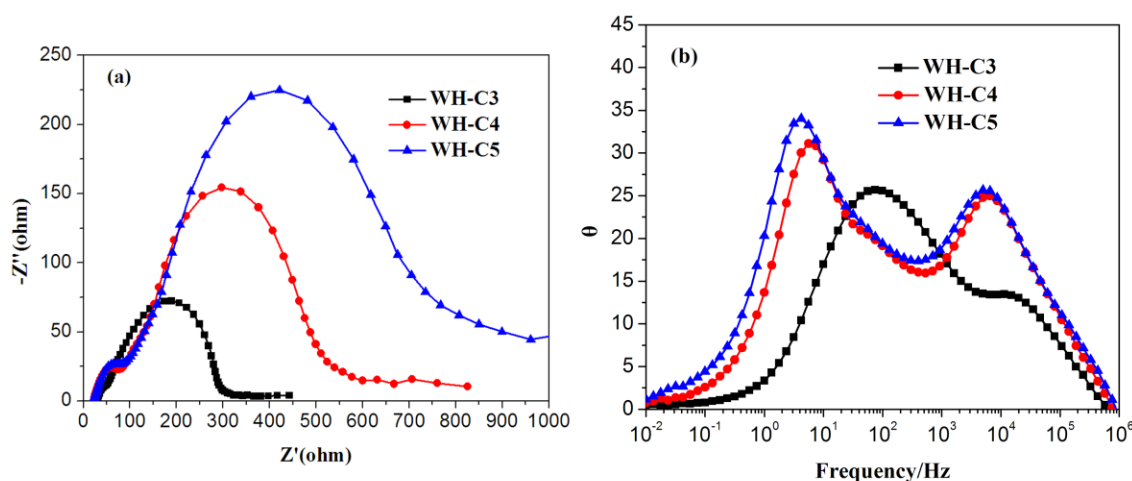 (a)
WH-C3
WH-C4
WH-C5
-Z''(ohm)
250
200
150
100
50
0
0 100 200 300 400 500 600 700 800 900 1000
Z'(ohm)
(b)
WH-C3
WH-C4
WH-C5
θ
45
40
35
30
25
20
15
10
5
0
10-2 10-1 100 101 102 103 104 105 106
Frequency/Hz